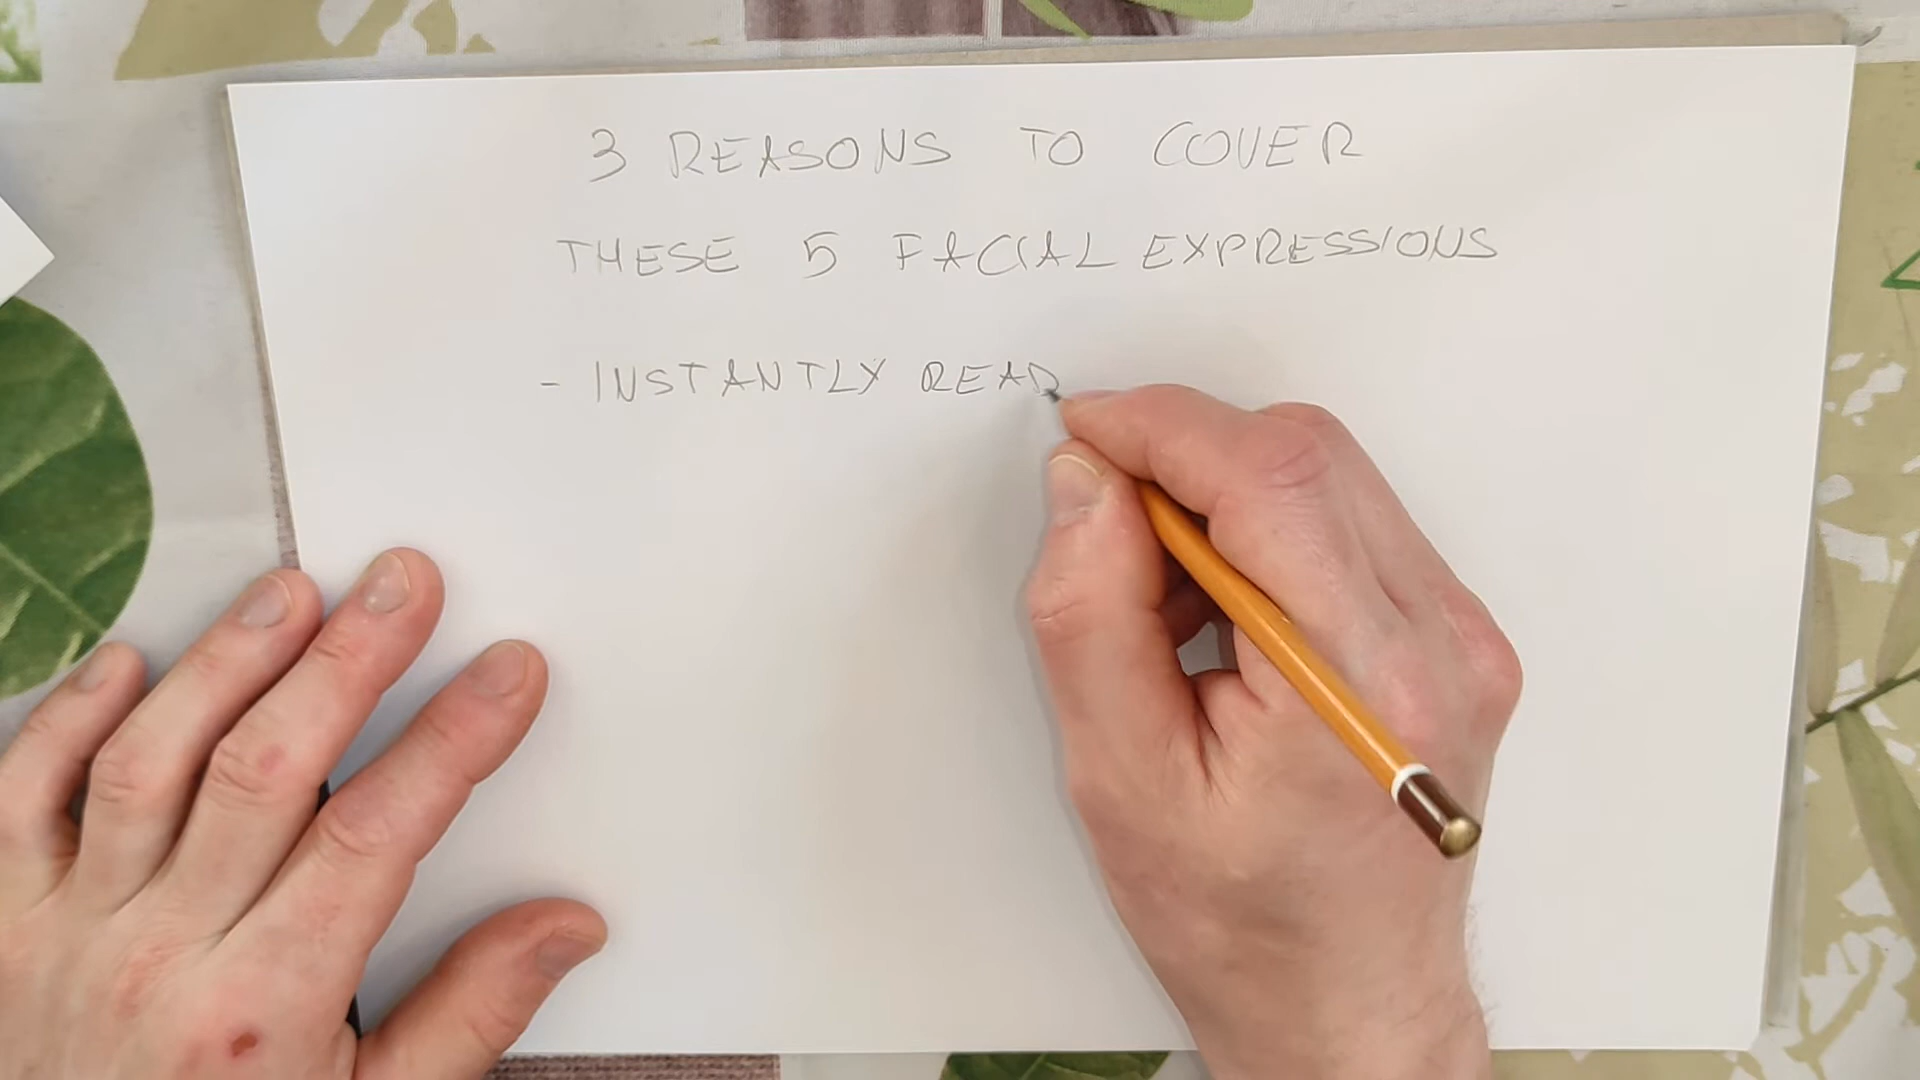 3 REASONS TO COVER
THESE 5 FACIAL EXPRESSIONS
- INSTANTLY READ